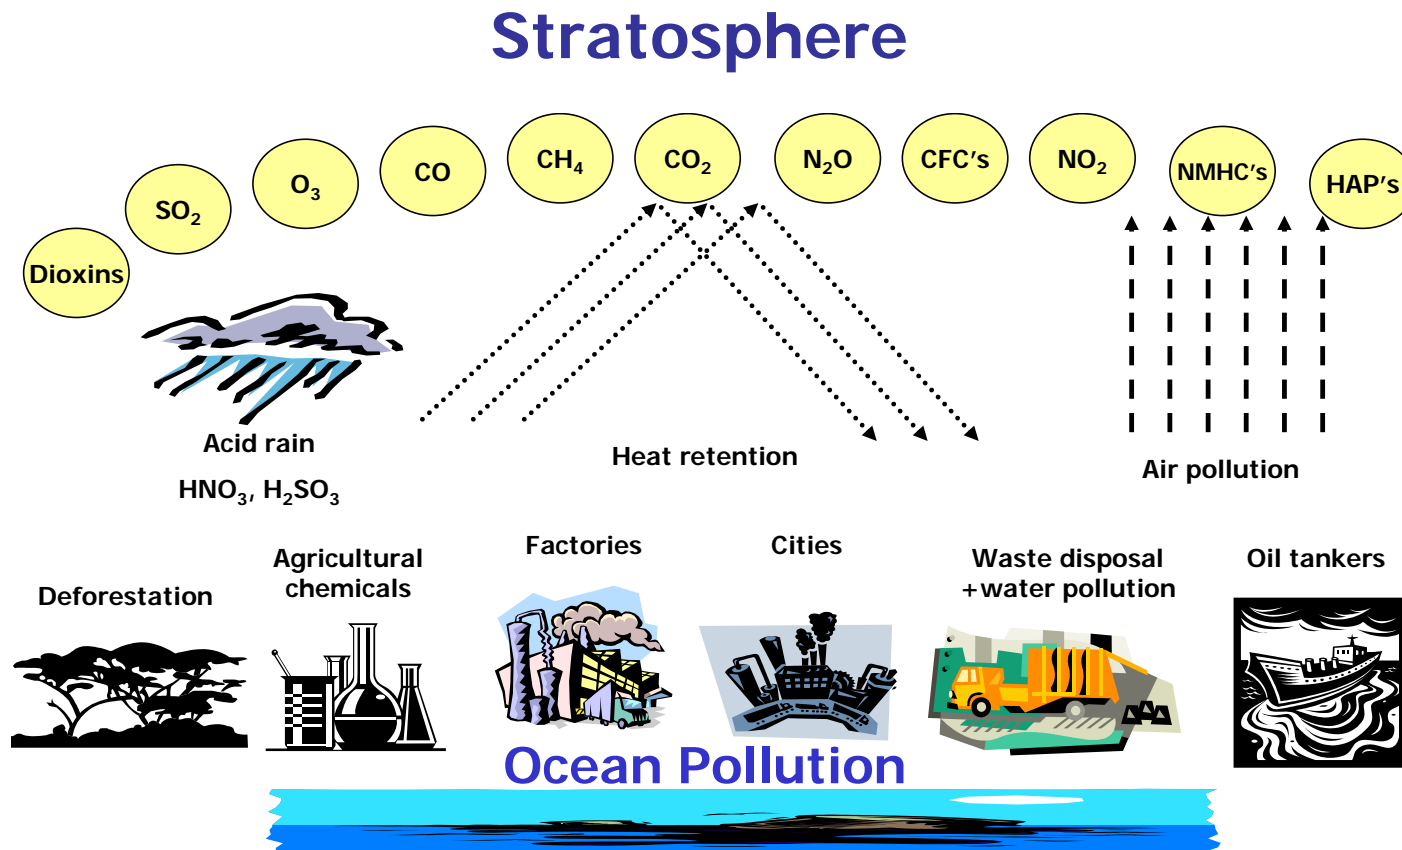 Stratosphere
Dioxins
SO₂
O₃
CO
CH₄
CO₂
N₂O
CFC's
NO₂
NMHC's
HAP's
Acid rain
HNO₃, H₂SO₃
Heat retention
Air pollution
Deforestation
Agricultural
chemicals
Factories
Cities
Waste disposal
+water pollution
Oil tankers
Ocean Pollution